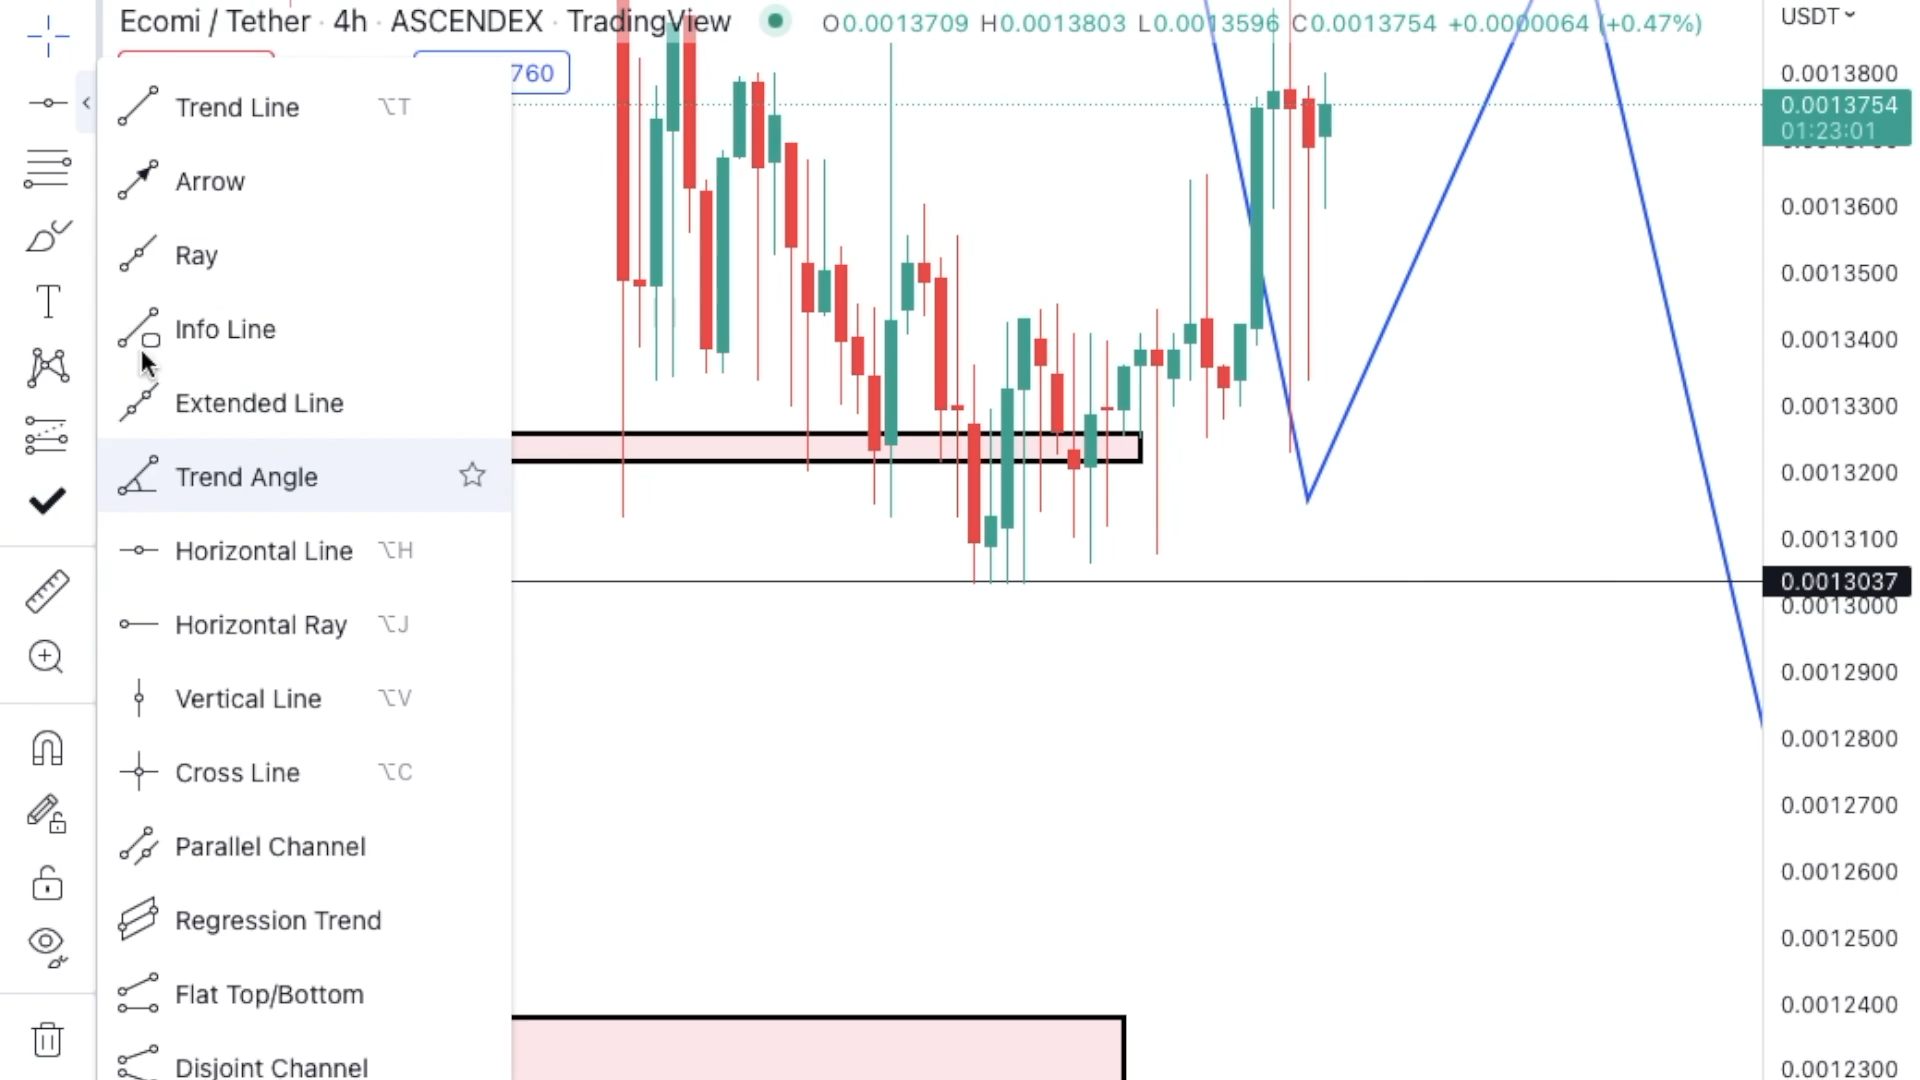 Ecomi / Tether · 4h · ASCENDEX · TradingView
O0.0013709 H0.0013803 L0.0013596 C0.0013754 +0.0000064 (+0.47%)
USDT
760
Trend Line ⌥T
Arrow
Ray
Info Line
Extended Line
Trend Angle
Horizontal Line ⌥H
Horizontal Ray ⌥J
Vertical Line ⌥V
Cross Line ⌥C
Parallel Channel
Regression Trend
Flat Top/Bottom
Disjoint Channel
0.0013800
0.0013754
01:23:01
0.0013600
0.0013500
0.0013400
0.0013300
0.0013200
0.0013100
0.0013037
0.0013000
0.0012900
0.0012800
0.0012700
0.0012600
0.0012500
0.0012400
0.0012300